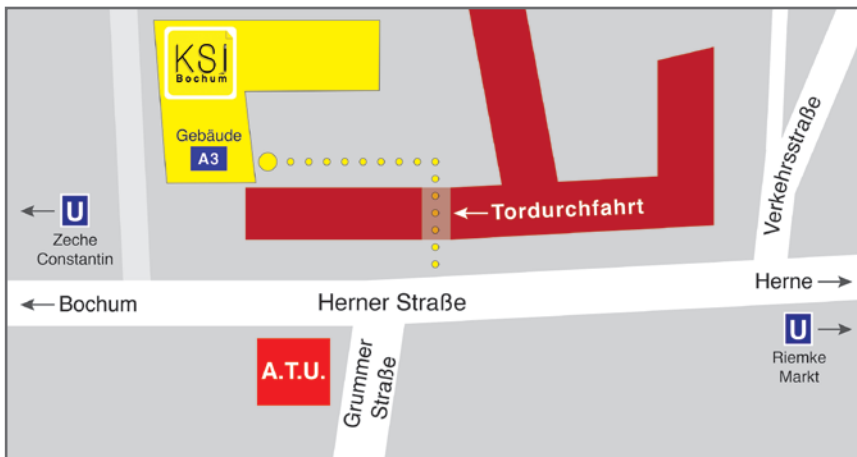 KSI
Bochum
Gebäude
A3
Tordurchfahrt
Verkehrsstraße
U
Zeche
Constantin
Bochum
Herner Straße
Herne
U
Riemke
Markt
A.T.U.
Grummer
Straße